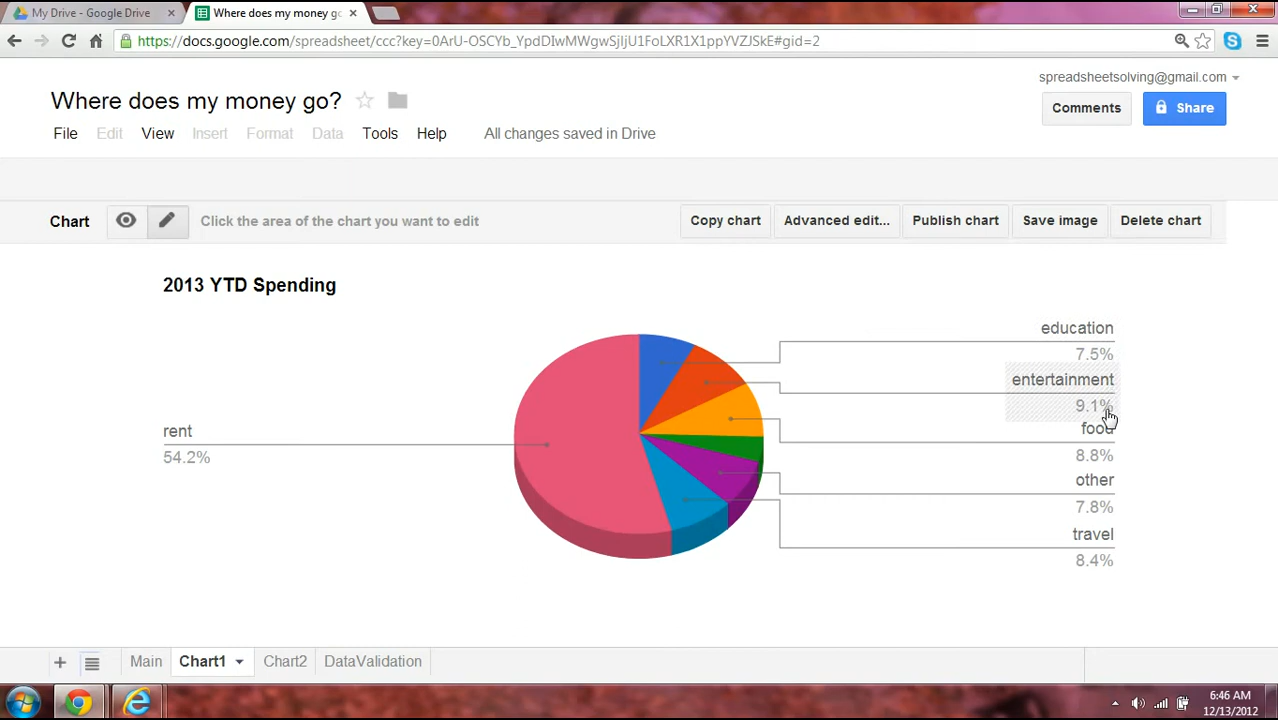 My Drive - Google Drive
Where does my money go
https://docs.google.com/spreadsheet/ccc?key=0ArU-OSCYb_YpdDIwMWgwSjljU1FoLXR1X1ppYVZJSkE#gid=2
spreadsheetsolving@gmail.com
Where does my money go?
Comments
Share
File Edit View Insert Format Data Tools Help All changes saved in Drive
Chart Click the area of the chart you want to edit Copy chart Advanced edit... Publish chart Save image Delete chart
2013 YTD Spending
education
7.5%
entertainment
9.1%
food
8.8%
other
7.8%
travel
8.4%
rent
54.2%
Main Chart1 Chart2 DataValidation
6:46 AM
12/13/2012